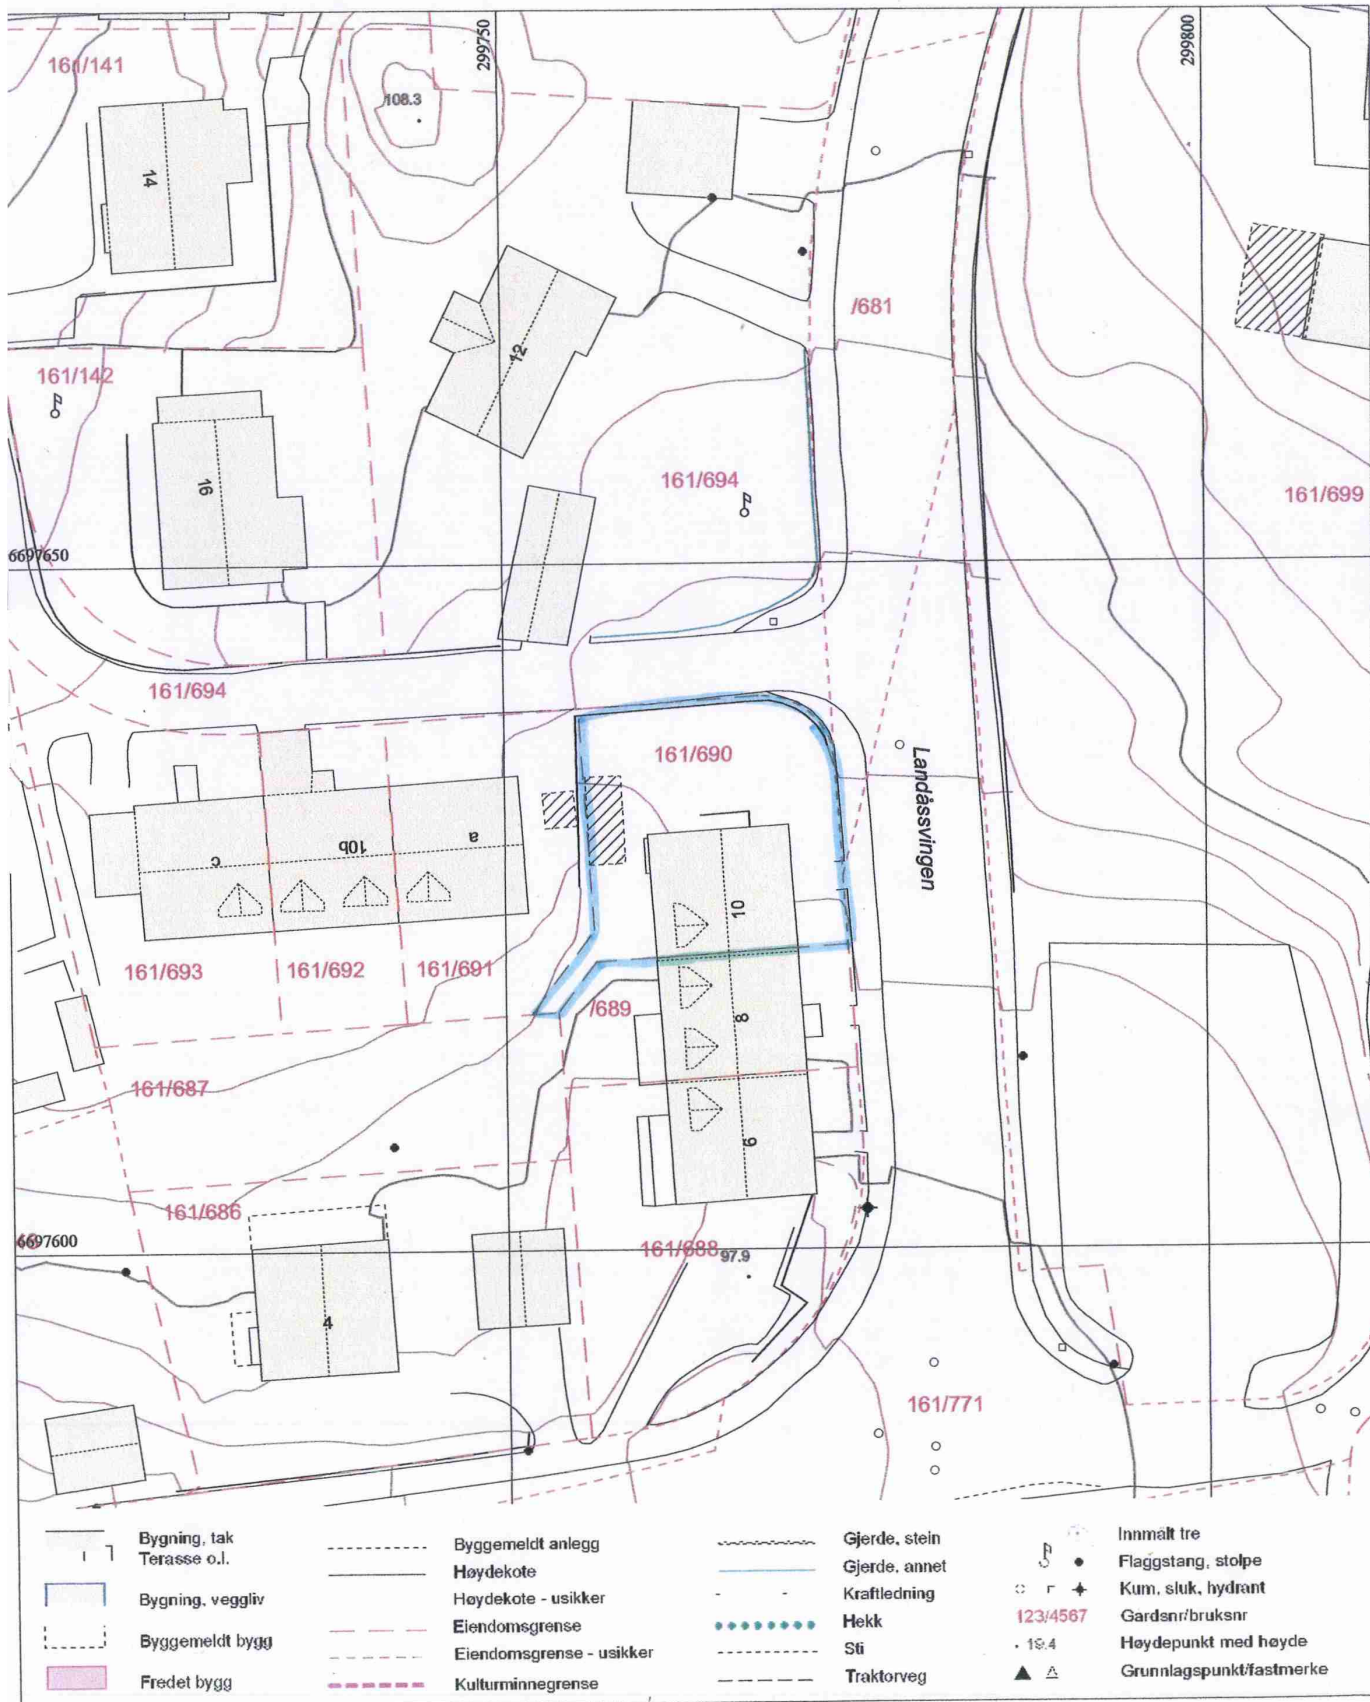 299750
299800
161/141
108.3
14
/681
161/142
12
16
161/694
161/699
6697650
161/694
161/690
Landåssvingen
c
10b
a
10
161/693
161/692
161/691
/689
8
161/687
6
161/686
6697600
161/688
97.9
4
161/771
Bygning, tak
Terasse o.l.
Bygning, veggliv
Byggemeldt bygg
Fredet bygg
Byggemeldt anlegg
Høydekote
Høydekote - usikker
Eiendomsgrense
Eiendomsgrense - usikker
Kulturminnegrense
Gjerde, stein
Gjerde, annet
Kraftledning
Hekk
Sti
Traktorveg
Innmålt tre
Flaggstang, stolpe
Kum, sluk, hydrant
123/4567 Gardsnr/bruksnr
19.4 Høydepunkt med høyde
Grunnlagspunkt/fastmerke